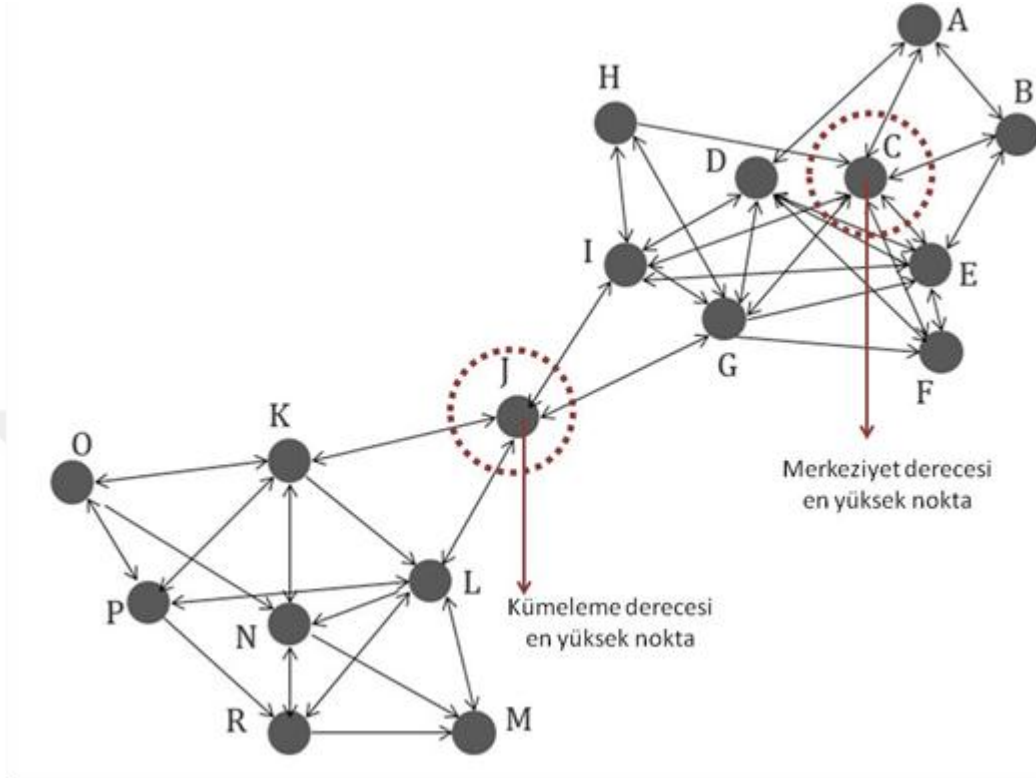 A
H
B
C
D
I
E
G
F
J
K
O
Merkeziyet derecesi
en yüksek nokta
L
P
N
Kümeleme derecesi
en yüksek nokta
R
M